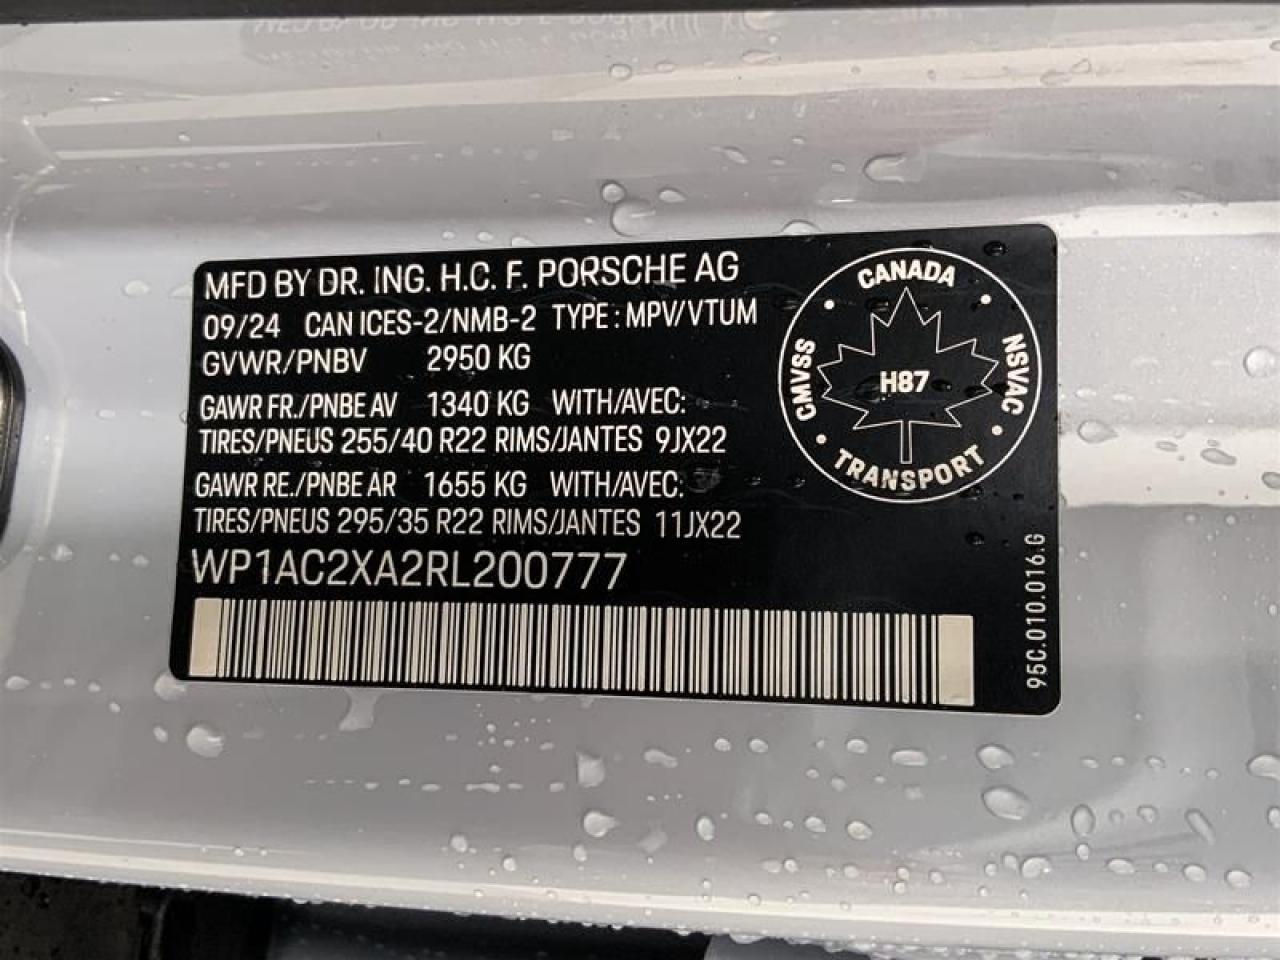 MFD BY DR. ING. H.C. F. PORSCHE AG
09/24 CAN ICES-2/NMB-2 TYPE : MPV/VTUM
GVWR/PNBV 2950 KG
GAWR FR./PNBE AV 1340 KG WITH/AVEC:
TIRES/PNEUS 255/40 R22 RIMS/JANTES 9JX22
GAWR RE./PNBE AR 1655 KG WITH/AVEC:
TIRES/PNEUS 295/35 R22 RIMS/JANTES 11JX22
WP1AC2XA2RL200777
CANADA
CMVSS
H87
NSVAC
TRANSPORT
95C.010.016.G